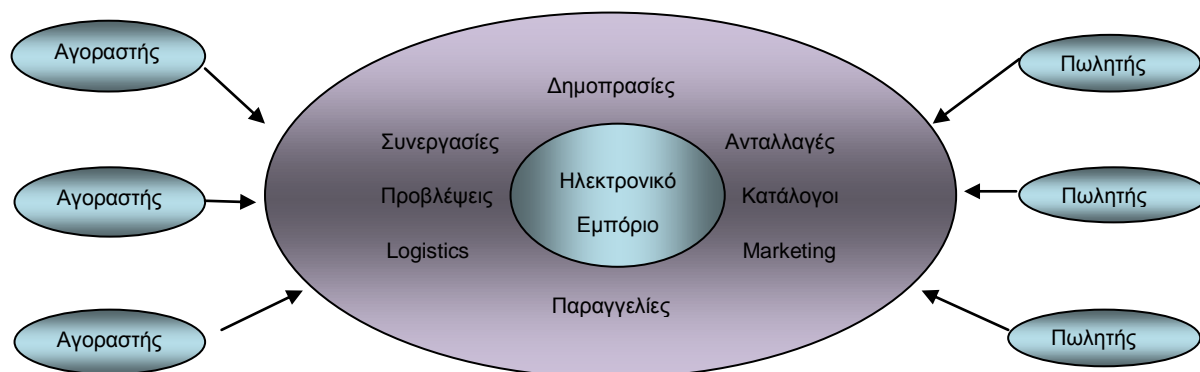 Αγοραστής
Πωλητής
Δημοπρασίες
Συνεργασίες
Ανταλλαγές
Ηλεκτρονικό
Εμπόριο
Αγοραστής
Προβλέψεις
Κατάλογοι
Πωλητής
Logistics
Marketing
Παραγγελίες
Αγοραστής
Πωλητής